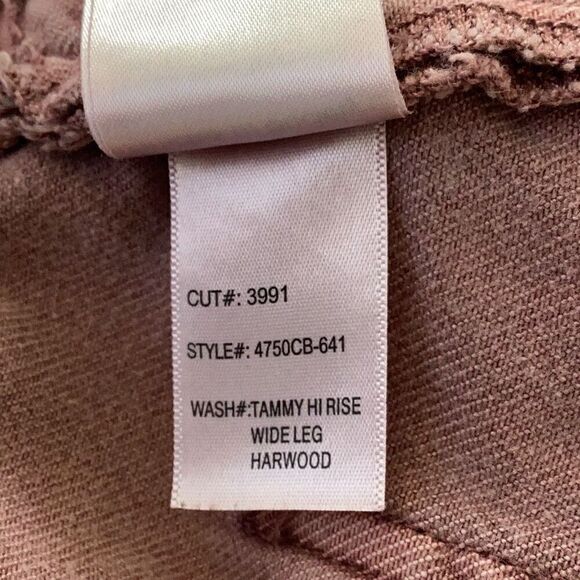 CUT#: 3991
STYLE#: 4750CB-641
WASH#:TAMMY HI RISE
WIDE LEG
HARWOOD